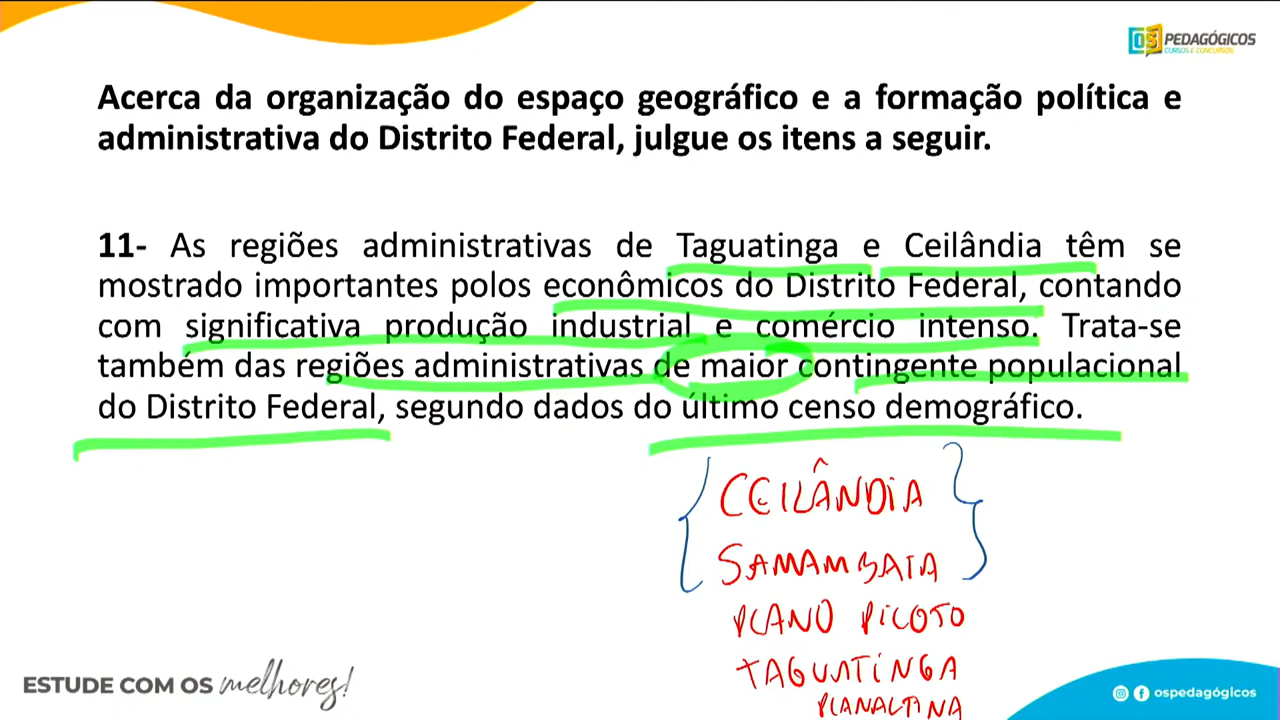 OS PEDAGÓGICOS
CURSOS E CONCURSOS
Acerca da organização do espaço geográfico e a formação política e
administrativa do Distrito Federal, julgue os itens a seguir.
11- As regiões administrativas de Taguatinga e Ceilândia têm se
mostrado importantes polos econômicos do Distrito Federal, contando
com significativa produção industrial e comércio intenso. Trata-se
também das regiões administrativas de maior contingente populacional
do Distrito Federal, segundo dados do último censo demográfico.
CEILÂNDIA
SAMAMBAIA
PLANO PILOTO
TAGUATINGA
PLANALTINA
ESTUDE COM OS melhores!
ospedagógicos